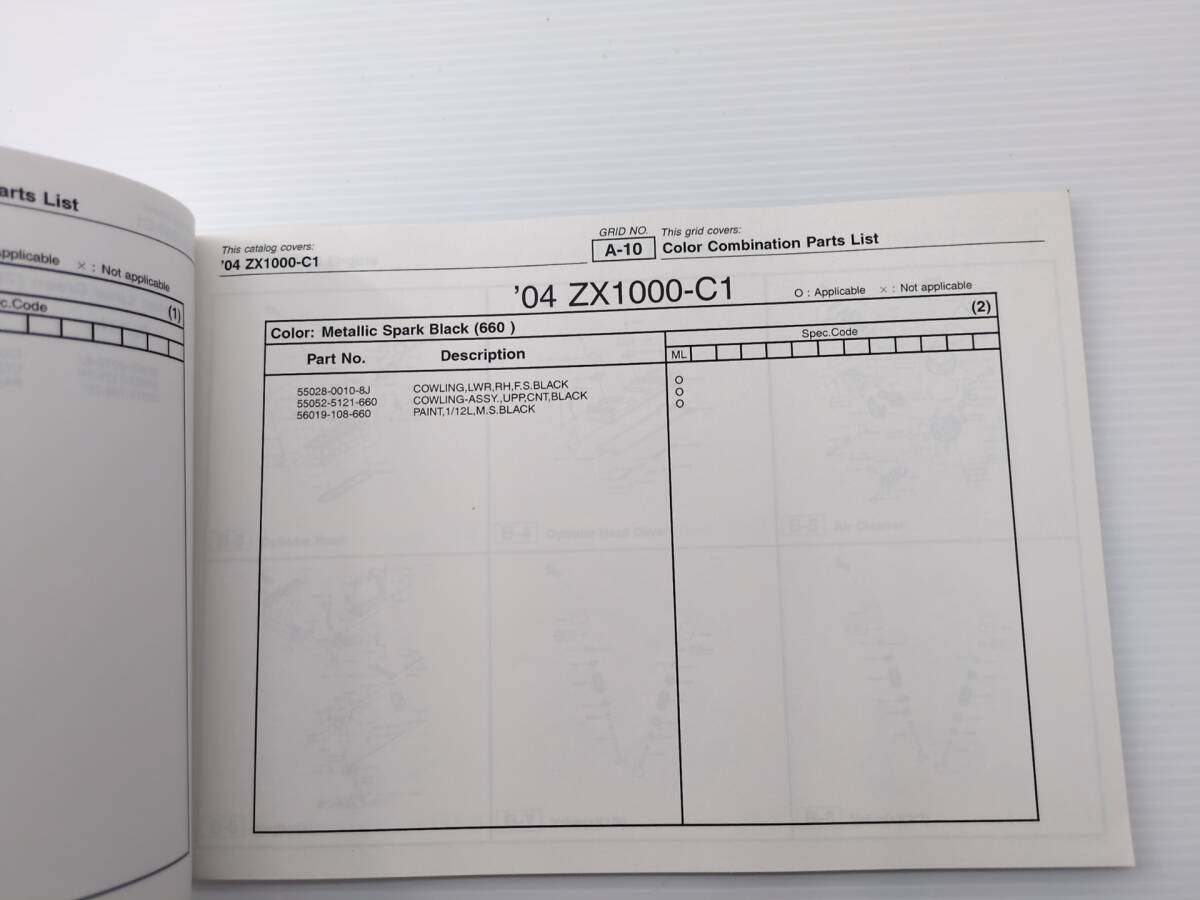 arts List
pplicable × : Not applicable
c.Code (1)
This catalog covers:
'04 ZX1000-C1
GRID NO. This grid covers:
A-10 Color Combination Parts List
'04 ZX1000-C1 O : Applicable × : Not applicable
Color: Metallic Spark Black (660 ) (2)
Part No. Description Spec.Code
ML
55028-0010-8J COWLING,LWR,RH,F.S.BLACK O
55052-5121-660 COWLING-ASSY.,UPP,CNT,BLACK O
56019-108-660 PAINT,1/12L,M.S.BLACK O